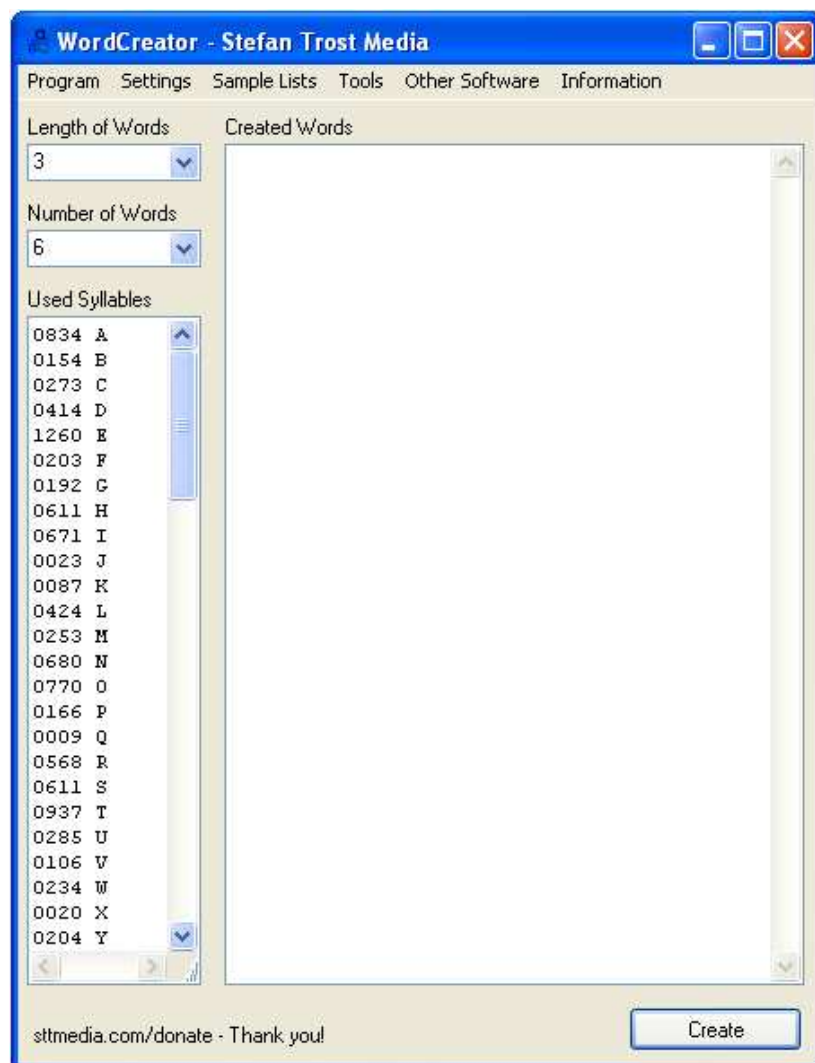 WordCreator - Stefan Trost Media
Program Settings Sample Lists Tools Other Software Information
Length of Words
3
Number of Words
6
Used Syllables
0834 A
0154 B
0273 C
0414 D
1260 E
0203 F
0192 G
0611 H
0671 I
0023 J
0087 K
0424 L
0253 M
0680 N
0770 O
0166 P
0009 Q
0568 R
0611 S
0937 T
0285 U
0106 V
0234 W
0020 X
0204 Y
Created Words
sttmedia.com/donate - Thank you!
Create